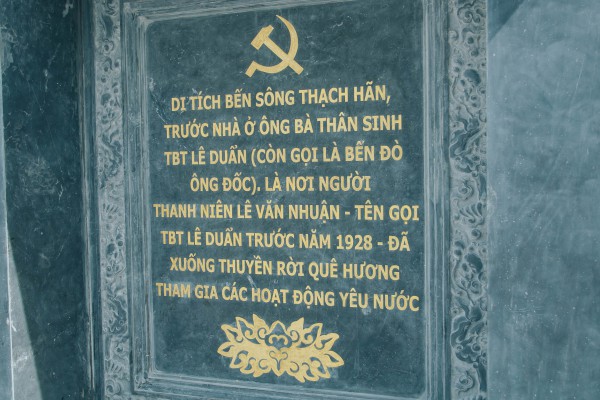 DI TÍCH BẾN SÔNG THẠCH HÃN,
TRƯỚC NHÀ Ở ÔNG BÀ THÂN SINH
TBT LÊ DUẨN (CÒN GỌI LÀ BẾN ĐÒ
ÔNG ĐỐC). LÀ NƠI NGƯỜI
THANH NIÊN LÊ VĂN NHUẬN - TÊN GỌI
TBT LÊ DUẨN TRƯỚC NĂM 1928 - ĐÃ
XUỐNG THUYỀN RỜI QUÊ HƯƠNG
THAM GIA CÁC HOẠT ĐỘNG YÊU NƯỚC